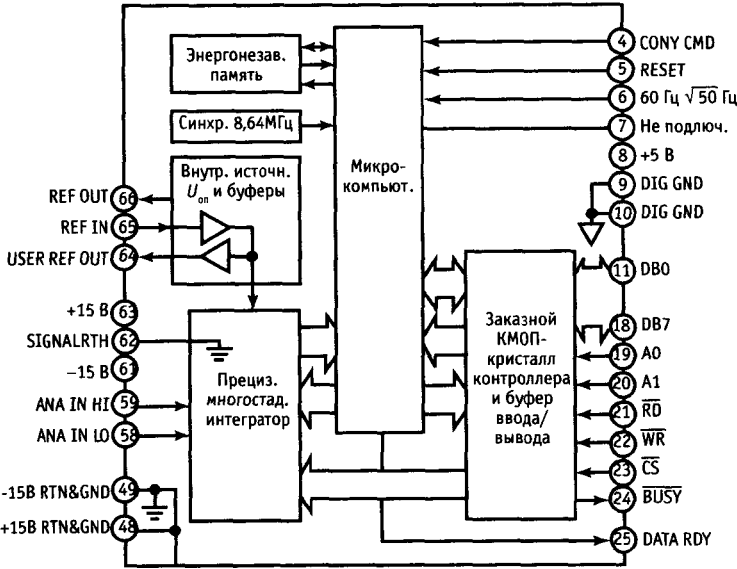 Энергонезав.
память
Синхр. 8,64МГц
Внутр. источн.
Uоп и буферы
Микро-
компьют.
Прециз.
многостад.
интегратор
Заказной
КМОП-
кристалл
контроллера
и буфер
ввода/
вывода
REF OUT 66
REF IN 65
USER REF OUT 64
+15 В 63
SIGNALRTH 62
−15 В 61
ANA IN HI 59
ANA IN LO 58
-15В RTN&GND 49
+15В RTN&GND 48
4 CONY CMD
5 RESET
6 60 Гц √50 Гц
7 Не подлюч.
8 +5 В
9 DIG GND
10 DIG GND
11 DB0
18 DB7
19 A0
20 A1
21 RD
22 WR
23 CS
24 BUSY
25 DATA RDY